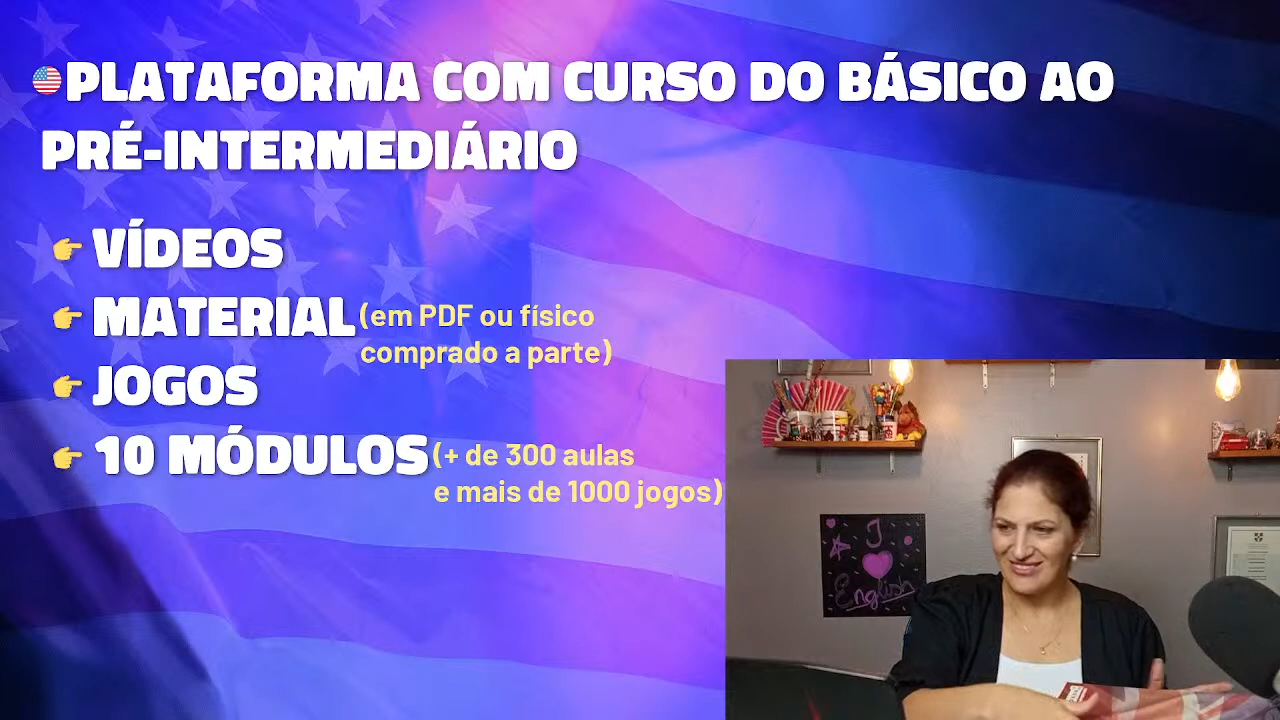 PLATAFORMA COM CURSO DO BÁSICO AO
PRÉ-INTERMEDIÁRIO
VÍDEOS
MATERIAL (em PDF ou físico
comprado a parte)
JOGOS
10 MÓDULOS (+ de 300 aulas
e mais de 1000 jogos)
I
English